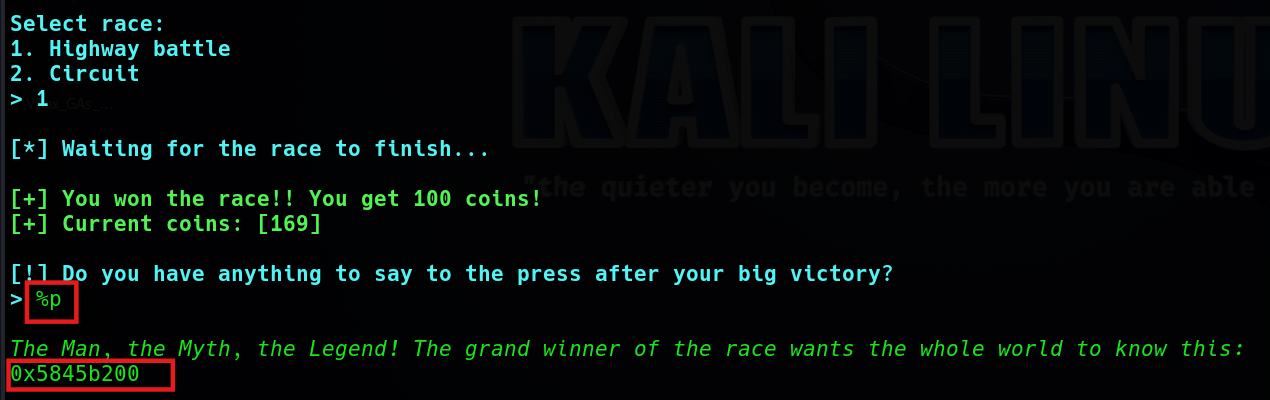 Select race:
1. Highway battle
2. Circuit
> 1
[*] Waiting for the race to finish...
[+] You won the race!! You get 100 coins!
[+] Current coins: [169]
[!] Do you have anything to say to the press after your big victory?
> %p
The Man, the Myth, the Legend! The grand winner of the race wants the whole world to know this:
0x5845b200
KALI LINU
"the quieter you become, the more you are able